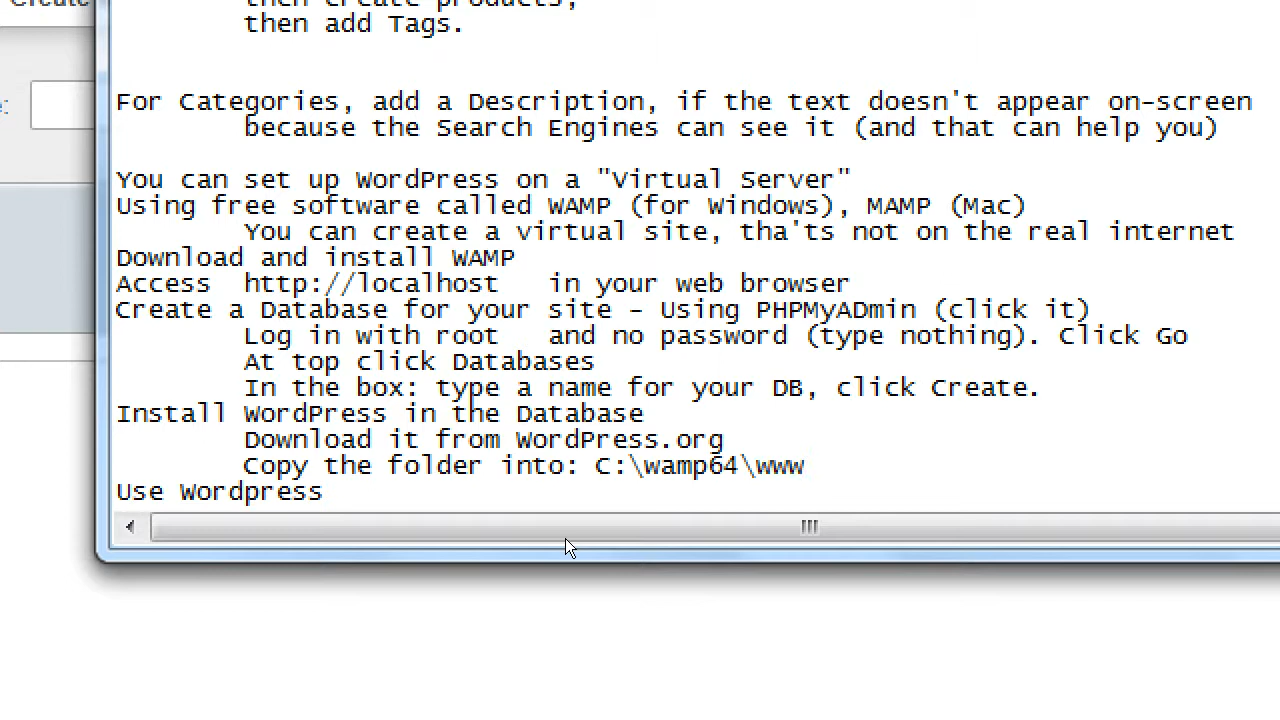 Create
then create products,
then add Tags.
e:
For Categories, add a Description, if the text doesn't appear on-screen
because the Search Engines can see it (and that can help you)
You can set up WordPress on a "Virtual Server"
Using free software called WAMP (for Windows), MAMP (Mac)
You can create a virtual site, tha'ts not on the real internet
Download and install WAMP
Access http://localhost in your web browser
Create a Database for your site - Using PHPMyADmin (click it)
Log in with root and no password (type nothing). Click Go
At top click Databases
In the box: type a name for your DB, click Create.
Install WordPress in the Database
Download it from WordPress.org
Copy the folder into: C:\wamp64\www
Use Wordpress